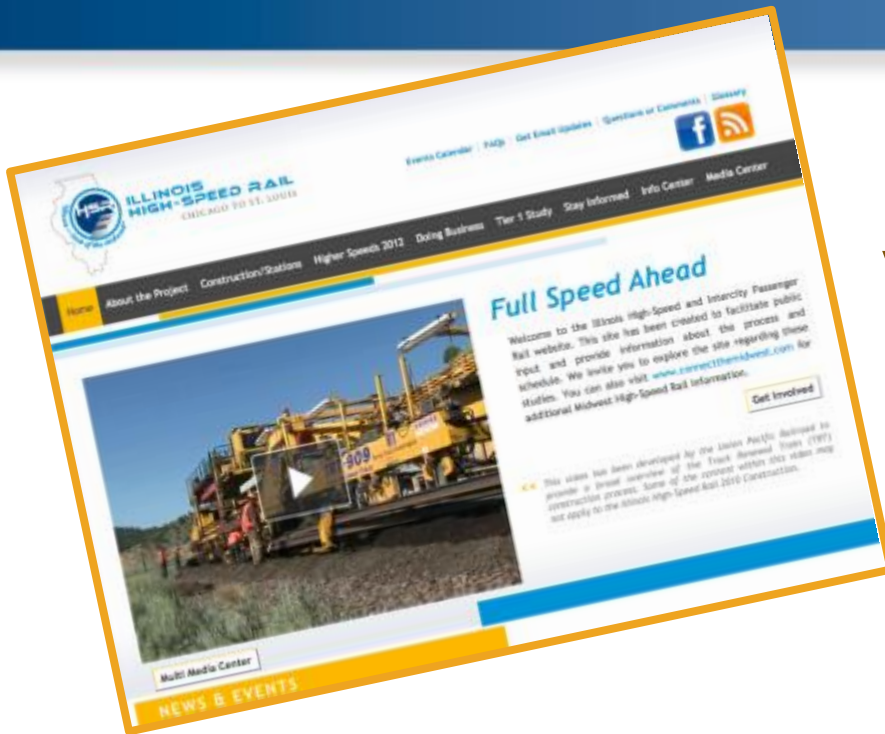 Events Calendar | FAQs | Get Email Updates | Questions or Comments | Glossary
f
HSR
ILLINOIS
HIGH-SPEED RAIL
CHICAGO TO ST. LOUIS
Home About the Project Construction/Stations Higher Speeds 2012 Doing Business Tier 1 Study Stay Informed Info Center Media Center
Full Speed Ahead
Welcome to the Illinois High-Speed and Intercity Passenger
Rail website. This site has been created to facilitate public
input and provide information about the process and
schedule. We invite you to explore the site regarding these
studies. You can also visit www.connectthemidwest.com for
additional Midwest High-Speed Rail Information.
Get Involved
<< This video has been developed by the Union Pacific Railroad to
provide a broad overview of the Track Renewal Train (TRT)
construction process. Some of the content within this video may
not apply to the Illinois High-Speed Rail 2010 Construction.
909
Multi Media Center
NEWS & EVENTS